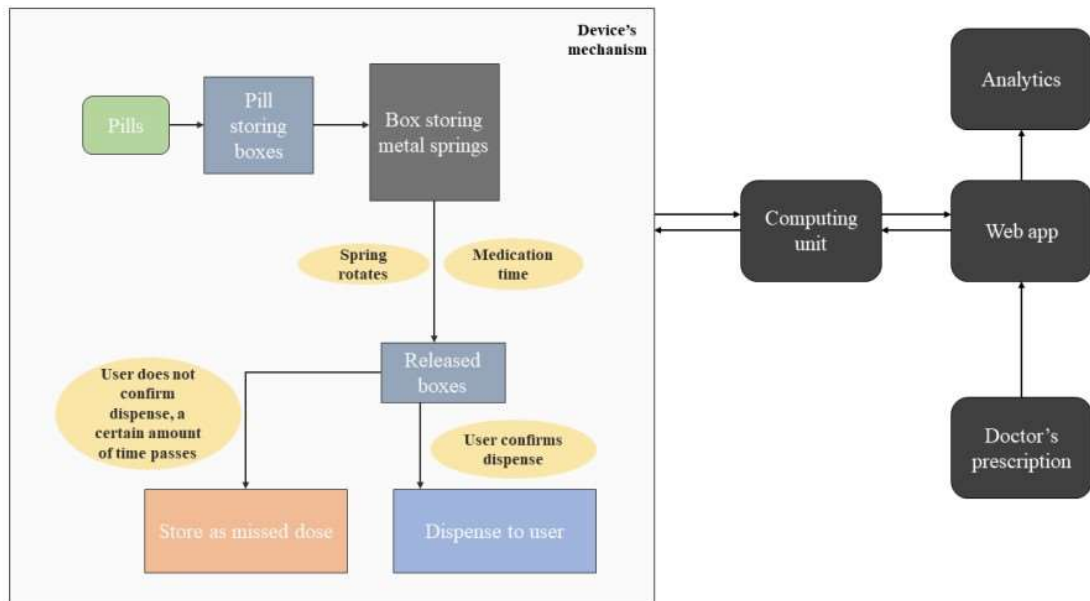 Device's
mechanism
Pills
Pill
storing
boxes
Box storing
metal springs
Spring
rotates
Medication
time
Released
boxes
User does not
confirm
dispense, a
certain amount
of time passes
User confirms
dispense
Store as missed dose
Dispense to user
Computing
unit
Analytics
Web app
Doctor's
prescription